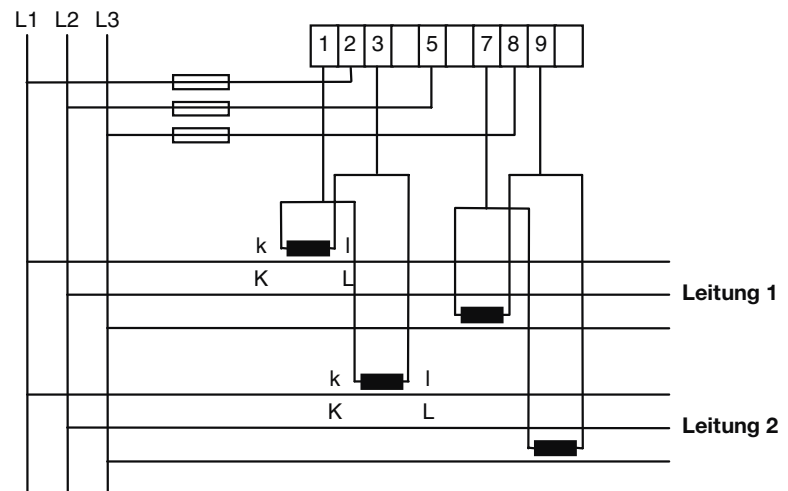 L1 L2 L3
1 2 3 5 7 8 9
k l
K L
Leitung 1
k l
K L
Leitung 2